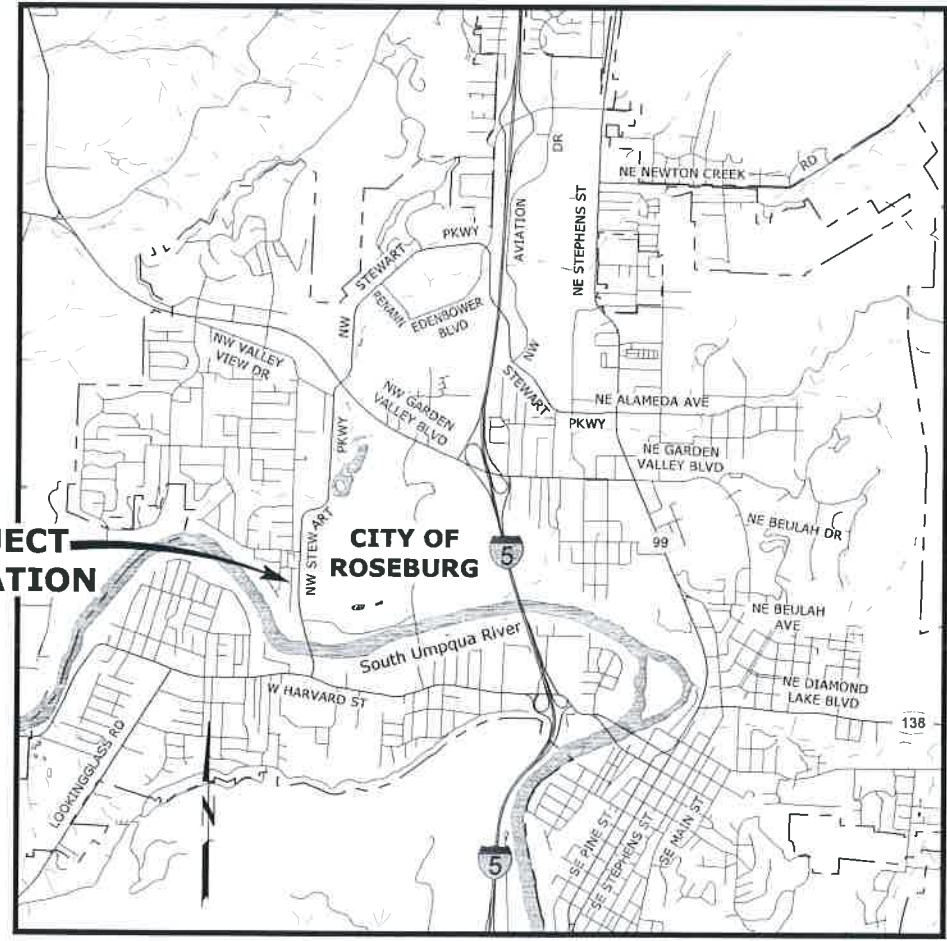 NE NEWTON CREEK
RD
DR
AVIATION
NE STEPHENS ST
PKWY
STEWART
NW
RENANN
EDENBOWER
BLVD
NW VALLEY
VIEW DR
NW
STEWART
PKWY
NE ALAMEDA AVE
NW GARDEN
VALLEY BLVD
PKWY
NE GARDEN
VALLEY BLVD
NW STEWART
NE BEULAH DR
99
JECT
ATION
CITY OF
ROSEBURG
5
NE BEULAH
AVE
South Umpqua River
NE DIAMOND
LAKE BLVD
W HARVARD ST
138
LOOKINGGLASS RD
N
SE PINE ST
SE STEPHENS ST
SE MAIN ST
5